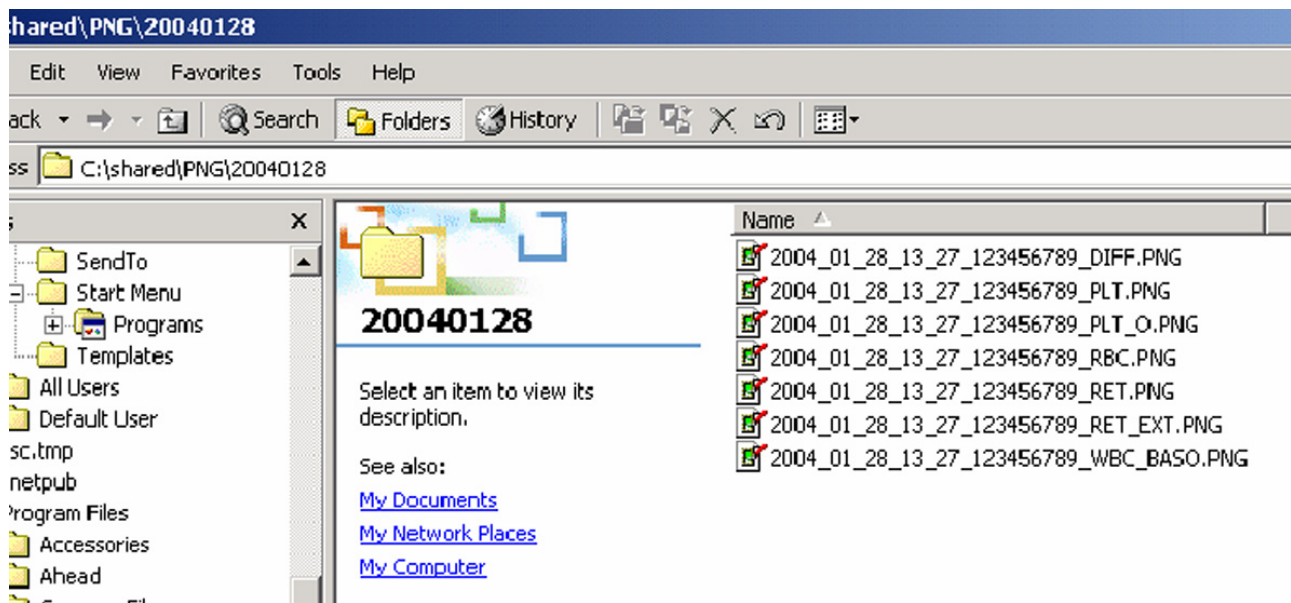 hared\PNG\20040128
Edit View Favorites Tools Help
ack Search Folders History
ss C:\shared\PNG\20040128
s
SendTo
Start Menu
Programs
Templates
All Users
Default User
sc.tmp
netpub
Program Files
Accessories
Ahead
20040128
Select an item to view its
description.
See also:
My Documents
My Network Places
My Computer
Name
2004_01_28_13_27_123456789_DIFF.PNG
2004_01_28_13_27_123456789_PLT.PNG
2004_01_28_13_27_123456789_PLT_O.PNG
2004_01_28_13_27_123456789_RBC.PNG
2004_01_28_13_27_123456789_RET.PNG
2004_01_28_13_27_123456789_RET_EXT.PNG
2004_01_28_13_27_123456789_WBC_BASO.PNG